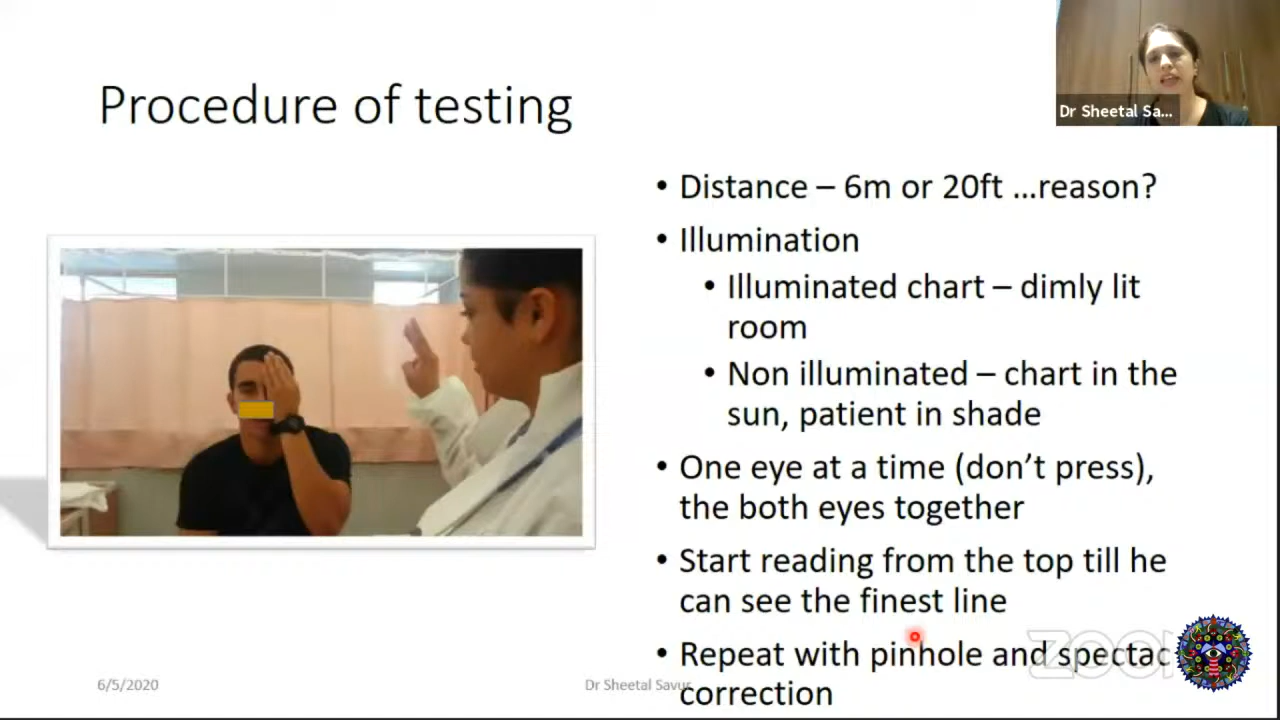 Dr Sheetal Sa...
Procedure of testing
• Distance – 6m or 20ft ...reason?
• Illumination
• Illuminated chart – dimly lit
room
• Non illuminated – chart in the
sun, patient in shade
• One eye at a time (don’t press),
the both eyes together
• Start reading from the top till he
can see the finest line
• Repeat with pinhole and spectac
correction
6/5/2020
Dr Sheetal Savur
zoom